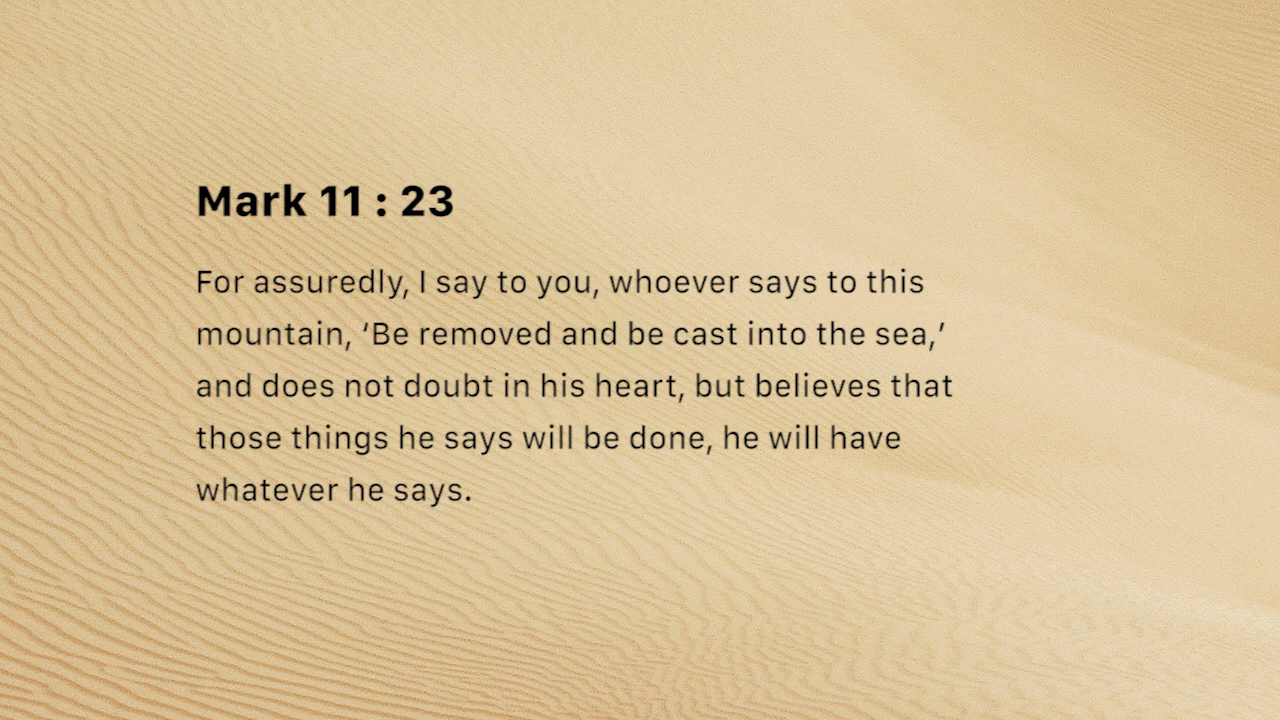 Mark 11 : 23
For assuredly, I say to you, whoever says to this
mountain, ‘Be removed and be cast into the sea,’
and does not doubt in his heart, but believes that
those things he says will be done, he will have
whatever he says.